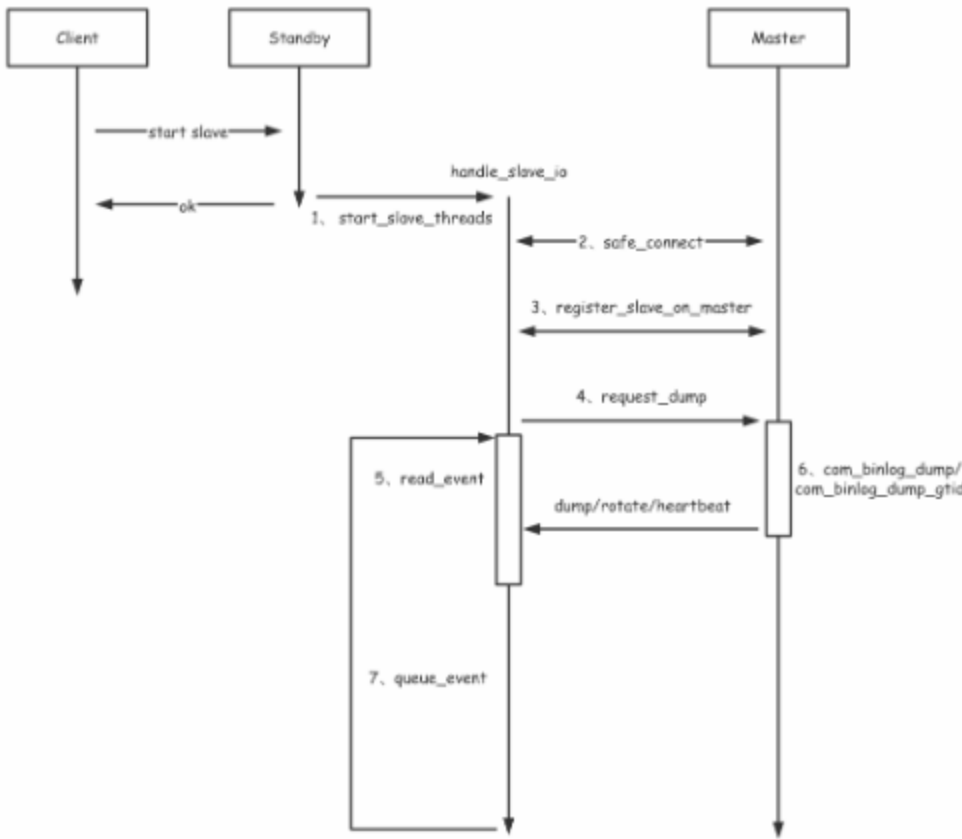 Client
Standby
Master
start slave
handle_slave_io
ok
1、 start_slave_threads
2、safe_connect
3、register_slave_on_master
4、request_dump
5、read_event
6、com_binlog_dump/
com_binlog_dump_gtid
dump/rotate/heartbeat
7、queue_event